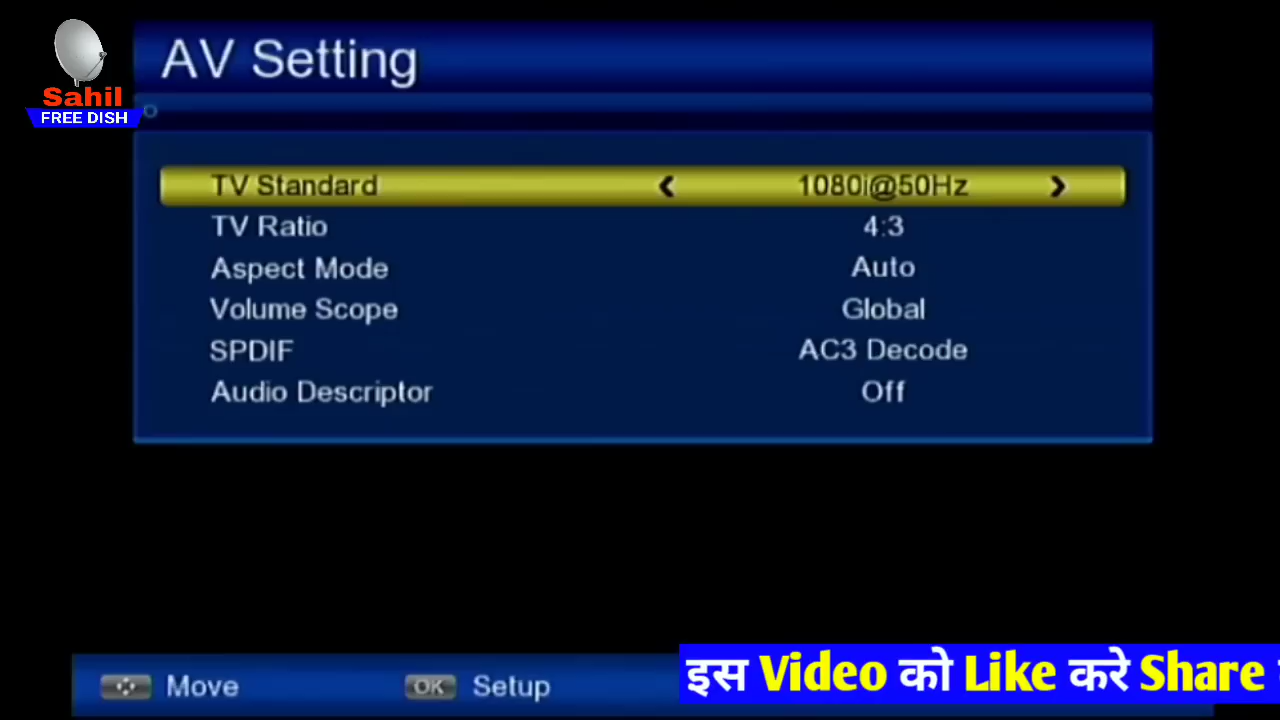 AV Setting
Sahil
FREE DISH
TV Standard 1080i@50Hz
TV Ratio 4:3
Aspect Mode Auto
Volume Scope Global
SPDIF AC3 Decode
Audio Descriptor Off
Move OK Setup
इस Video को Like करे Share